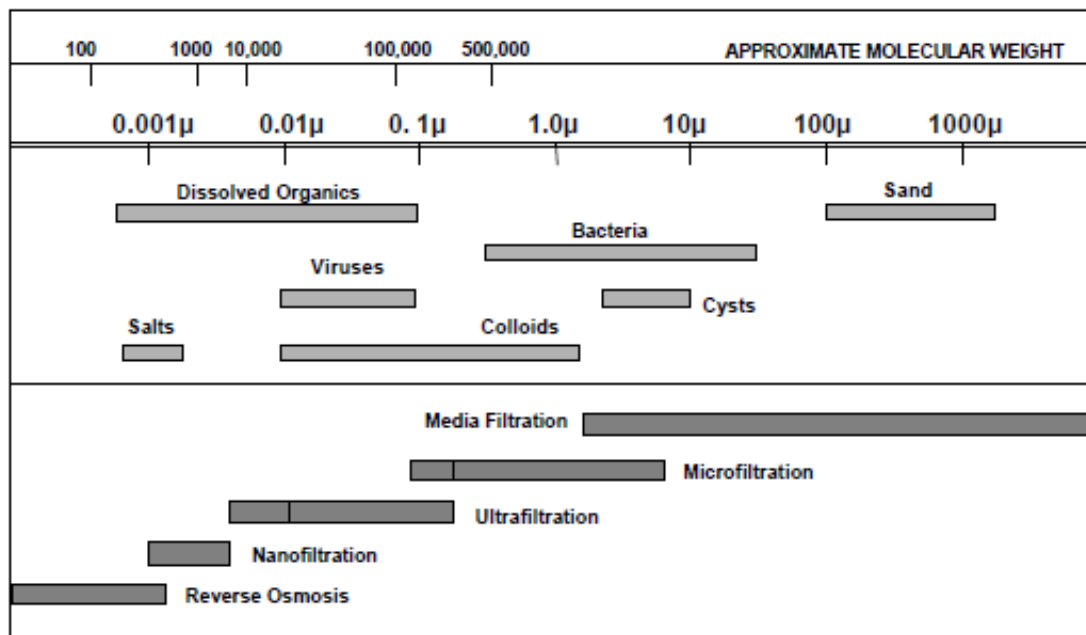 100 1000 10,000 100,000 500,000 APPROXIMATE MOLECULAR WEIGHT
0.001µ 0.01µ 0.1µ 1.0µ 10µ 100µ 1000µ
Dissolved Organics Sand
Bacteria
Viruses
Cysts
Salts Colloids
Media Filtration
Microfiltration
Ultrafiltration
Nanofiltration
Reverse Osmosis